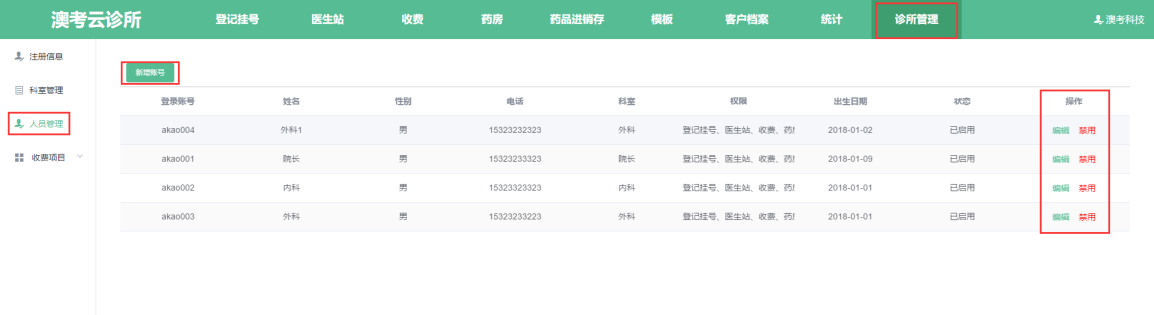 澳考云诊所 登记挂号 医生站 收费 药房 药品进销存 模板 客户档案 统计 诊所管理 澳考科技
注册信息
科室管理
人员管理
收费项目
新增账号
登录账号 姓名 性别 电话 科室 权限 出生日期 状态 操作
akao004 外科1 男 15323232323 外科 登记挂号、医生站、收费、药 2018-01-02 已启用 编辑 禁用
akao001 院长 男 15323233323 院长 登记挂号、医生站、收费、药 2018-01-09 已启用 编辑 禁用
akao002 内科 男 15323323323 内科 登记挂号、医生站、收费、药 2018-01-01 已启用 编辑 禁用
akao003 外科 男 15323233223 外科 登记挂号、医生站、收费、药 2018-01-01 已启用 编辑 禁用